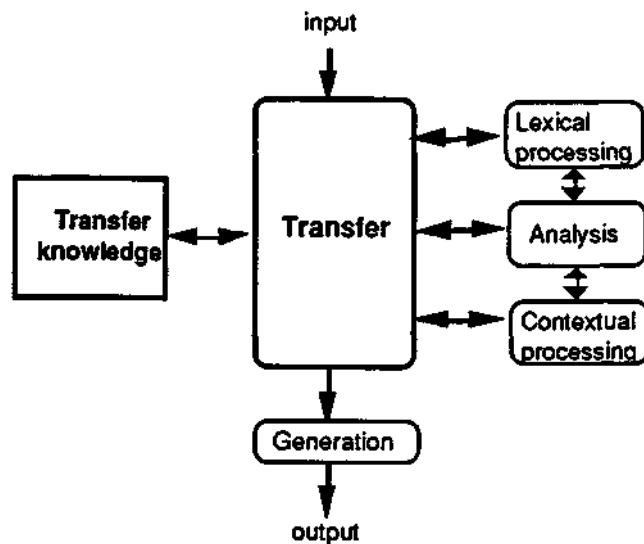 input
Lexical
processing
Transfer
knowledge
Transfer
Analysis
Contextual
processing
Generation
output